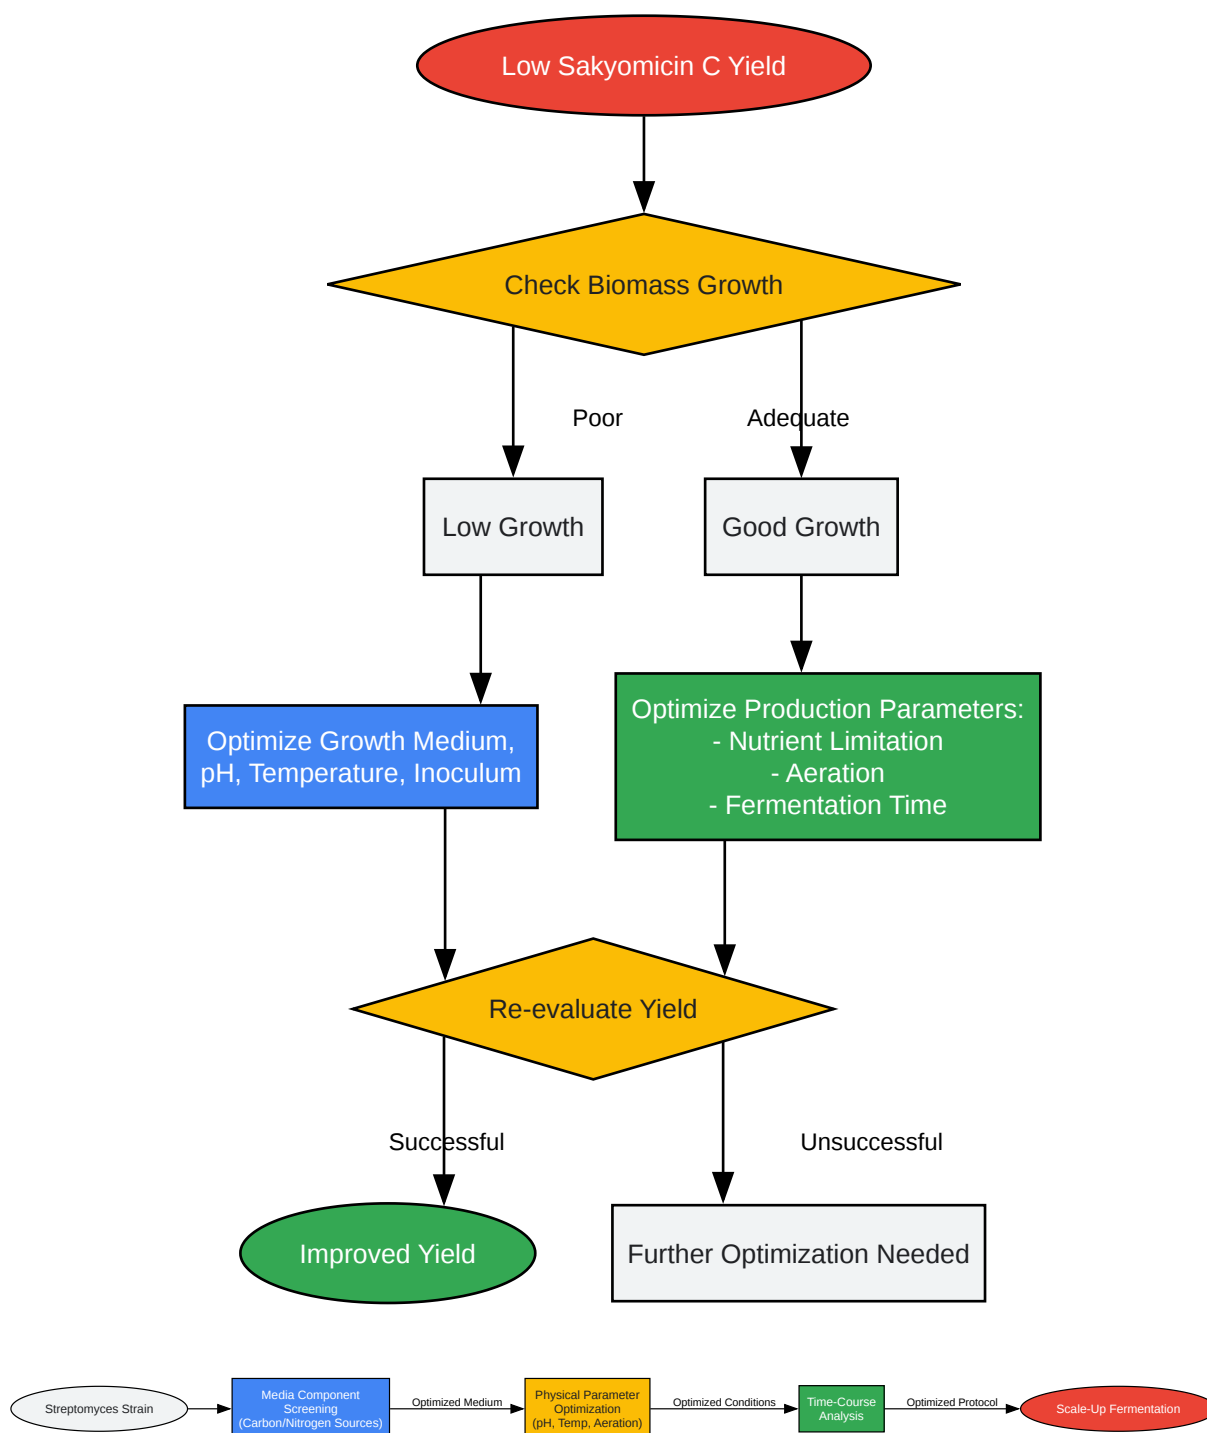 Low Sakyomicin C Yield
Check Biomass Growth
Poor
Adequate
Low Growth
Good Growth
Optimize Growth Medium,
pH, Temperature, Inoculum
Optimize Production Parameters:
- Nutrient Limitation
- Aeration
- Fermentation Time
Re-evaluate Yield
Successful
Unsuccessful
Improved Yield
Further Optimization Needed
Streptomyces Strain
Media Component
Screening
(Carbon/Nitrogen Sources)
Optimized Medium
Physical Parameter
Optimization
(pH, Temp, Aeration)
Optimized Conditions
Time-Course
Analysis
Optimized Protocol
Scale-Up Fermentation